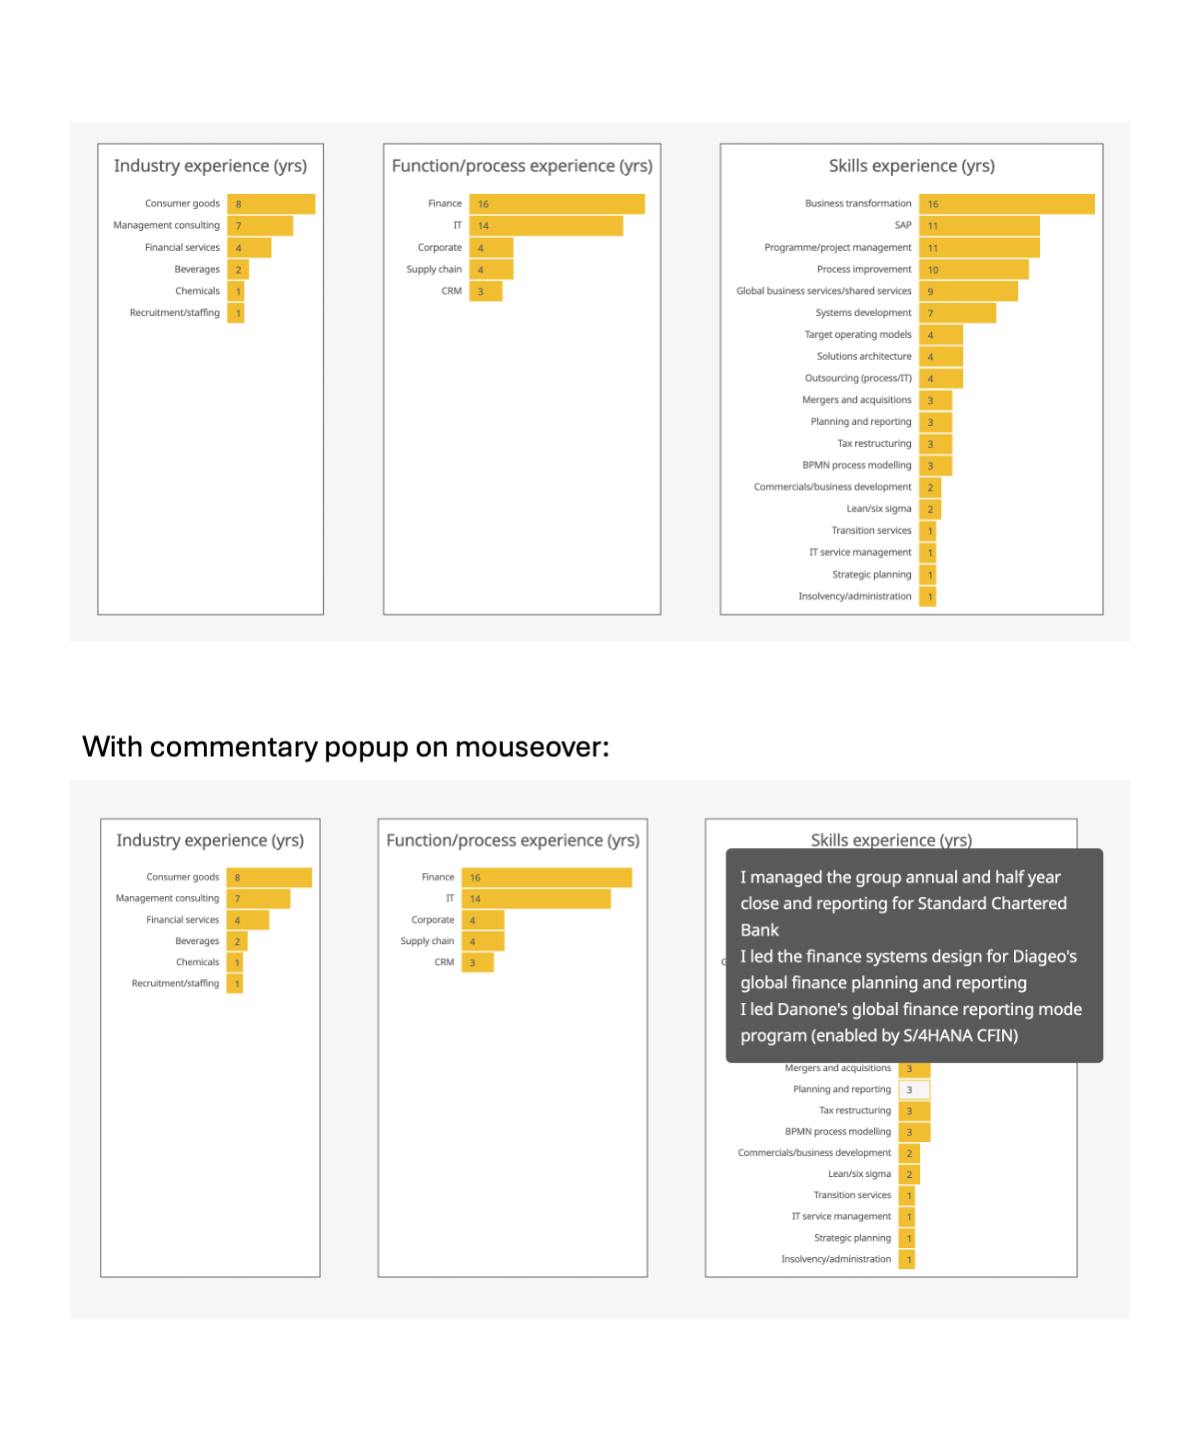 Industry experience (yrs)
Consumer goods 8
Management consulting 7
Financial services 4
Beverages 2
Chemicals 1
Recruitment/staffing 1
Function/process experience (yrs)
Finance 16
IT 14
Corporate 4
Supply chain 4
CRM 3
Skills experience (yrs)
Business transformation 16
SAP 11
Programme/project management 11
Process improvement 10
Global business services/shared services 9
Systems development 7
Target operating models 4
Solutions architecture 4
Outsourcing (process/IT) 4
Mergers and acquisitions 3
Planning and reporting 3
Tax restructuring 3
BPMN process modelling 3
Commercials/business development 2
Lean/six sigma 2
Transition services 1
IT service management 1
Strategic planning 1
Insolvency/administration 1
With commentary popup on mouseover:
Industry experience (yrs)
Consumer goods 8
Management consulting 7
Financial services 4
Beverages 2
Chemicals 1
Recruitment/staffing 1
Function/process experience (yrs)
Finance 16
IT 14
Corporate 4
Supply chain 4
CRM 3
Skills experience (yrs)
I managed the group annual and half year
close and reporting for Standard Chartered
Bank
I led the finance systems design for Diageo's
global finance planning and reporting
I led Danone's global finance reporting mode
program (enabled by S/4HANA CFIN)
Mergers and acquisitions 3
Planning and reporting 3
Tax restructuring 3
BPMN process modelling 3
Commercials/business development 2
Lean/six sigma 2
Transition services 1
IT service management 1
Strategic planning 1
Insolvency/administration 1